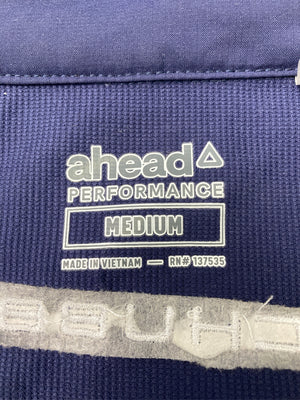 ahead
PERFORMANCE
MEDIUM
MADE IN VIETNAM — RN# 137535